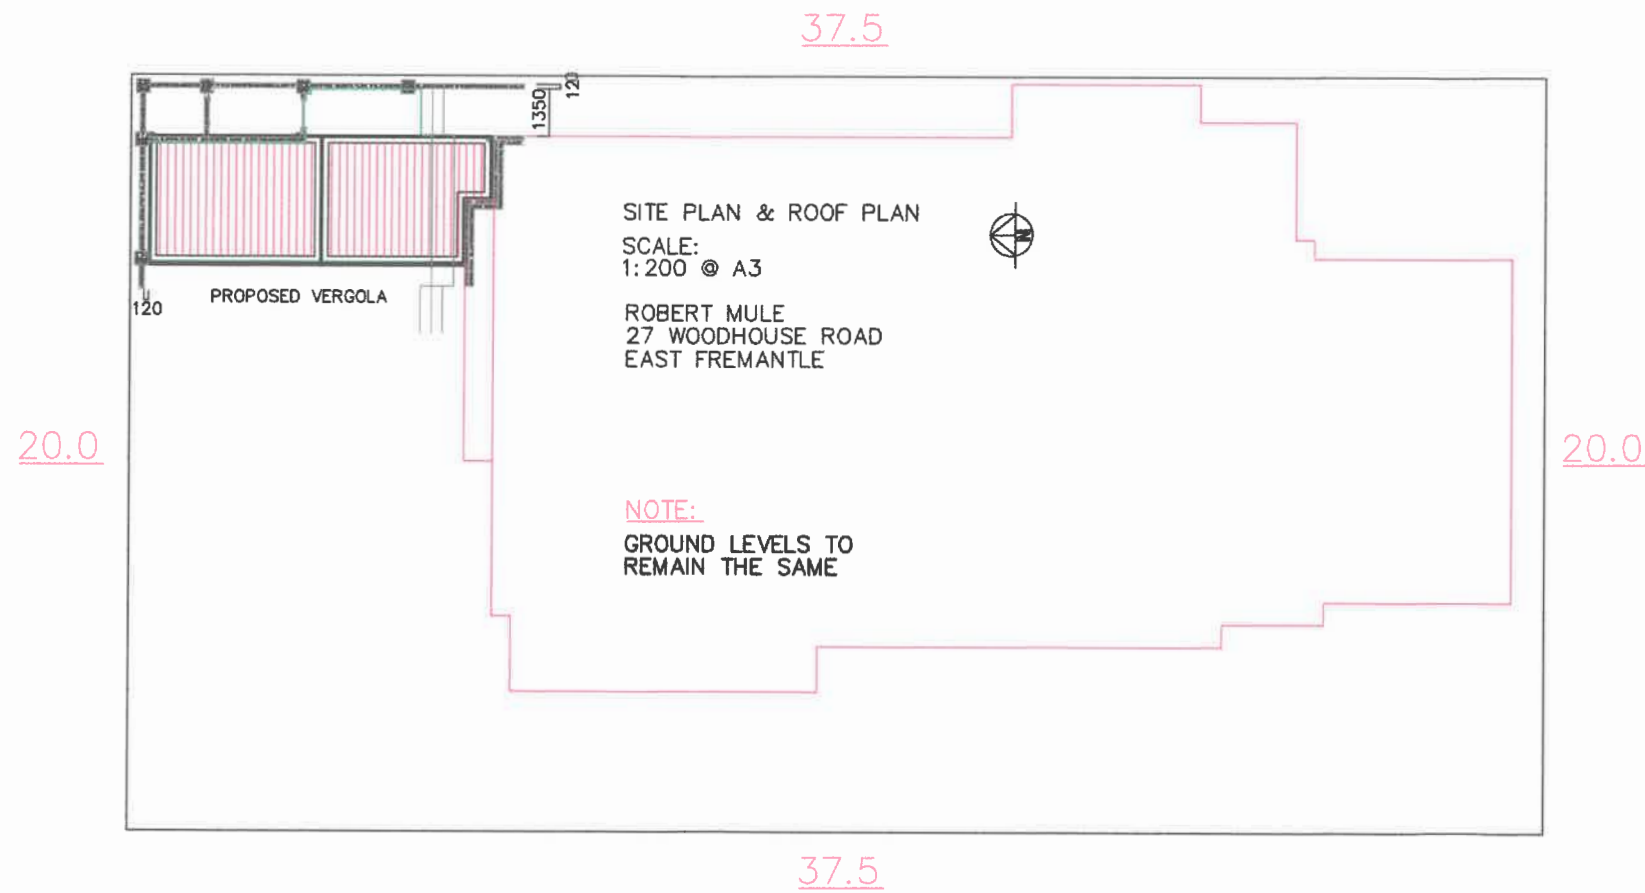 37.5
120
1350
SITE PLAN & ROOF PLAN
SCALE:
1:200 @ A3
N
PROPOSED VERGOLA
120
ROBERT MULE
27 WOODHOUSE ROAD
EAST FREMANTLE
20.0
20.0
NOTE:
GROUND LEVELS TO
REMAIN THE SAME
37.5